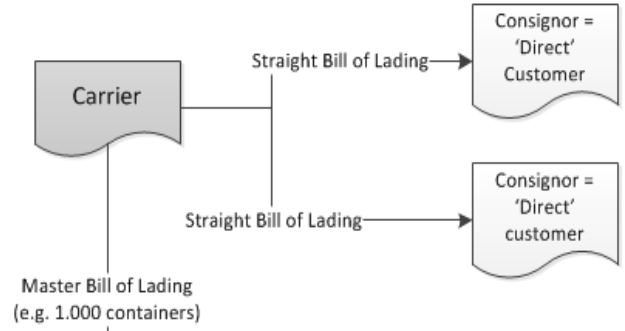 Consignor =
'Direct'
Customer
Straight Bill of Lading
Carrier
Consignor =
'Direct'
customer
Straight Bill of Lading
Master Bill of Lading
(e.g. 1.000 containers)